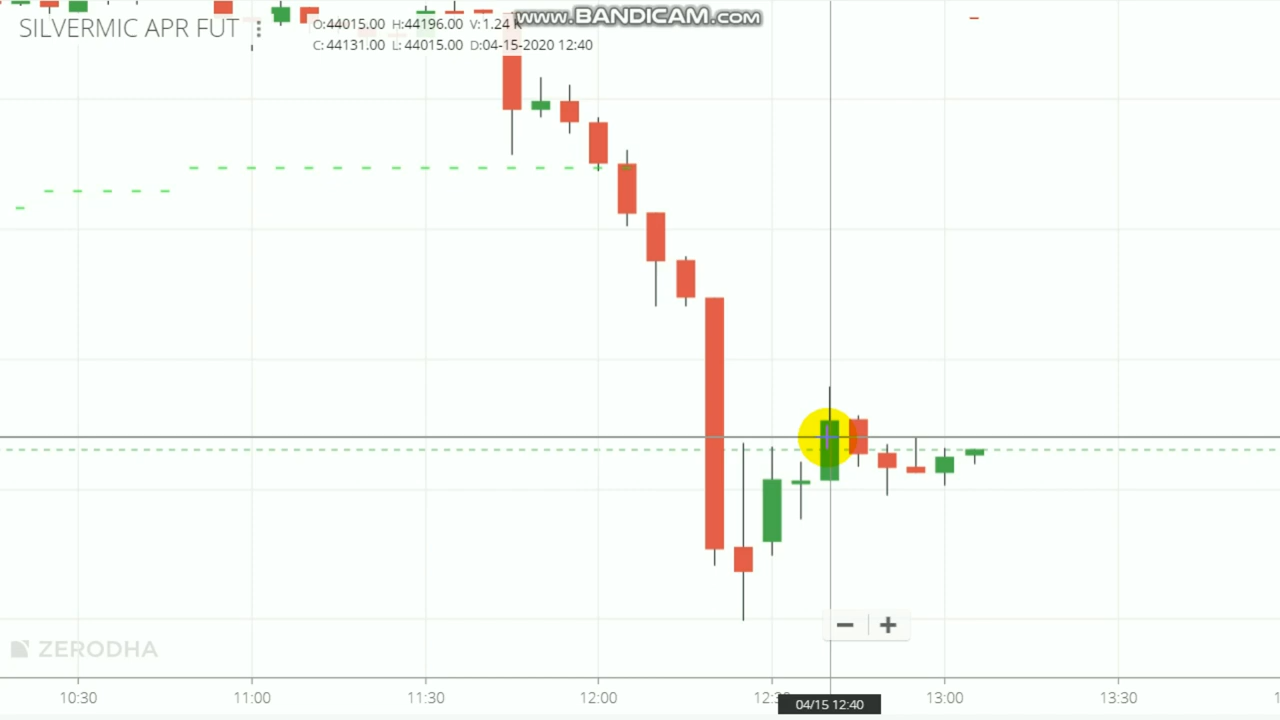 www.BANDICAM.com
SILVERMIC APR FUT
O: 44015.00 H: 44196.00 V: 1.24 K
C: 44131.00 L: 44015.00 D:04-15-2020 12:40
ZERODHA
10:30 11:00 11:30 12:00 12:3 13:00 13:30
04/15 12:40